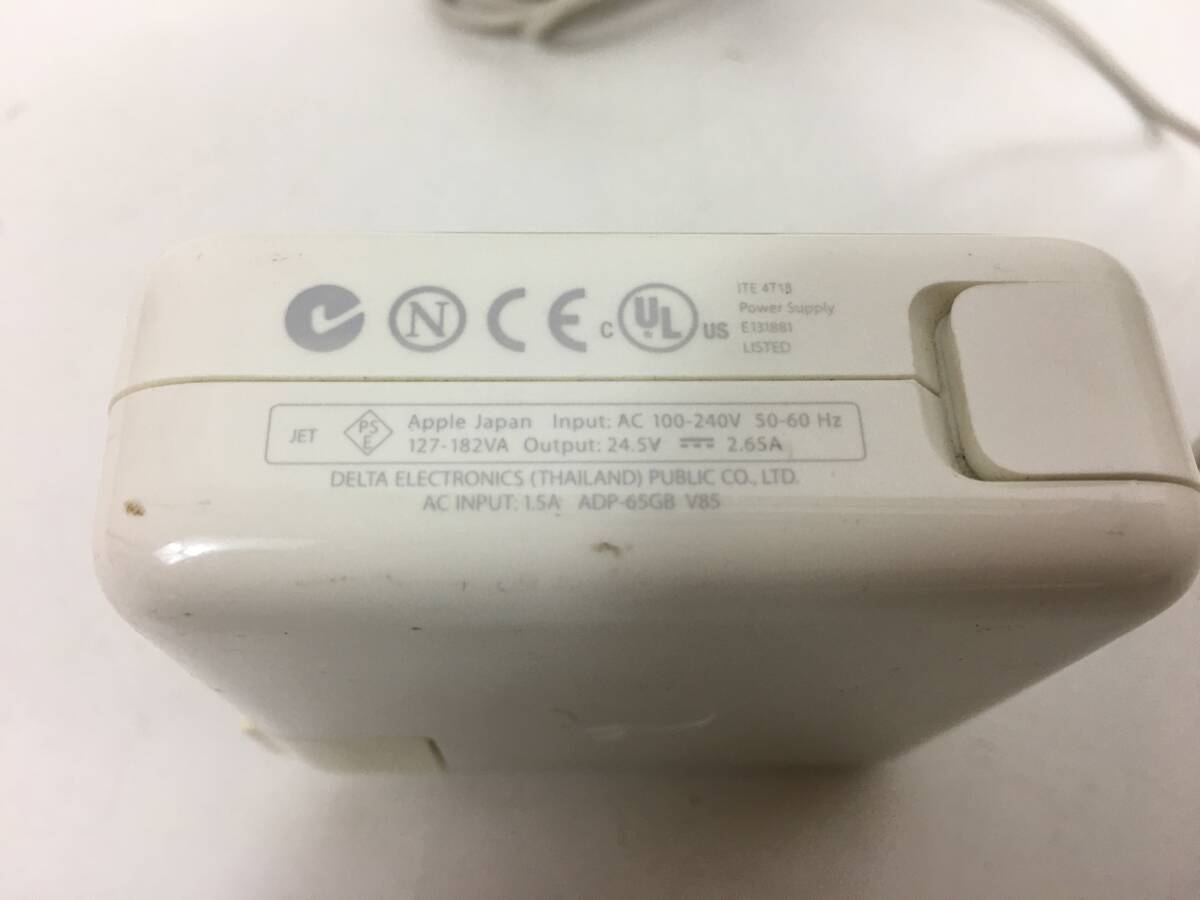 N CE C UL US
ITE 4T18
Power Supply
E131881
LISTED
JET PSE Apple Japan Input: AC 100-240V 50-60 Hz
127-182VA Output: 24.5V ⎓ 2.65A
DELTA ELECTRONICS (THAILAND) PUBLIC CO., LTD.
AC INPUT: 1.5A ADP-65GB V85